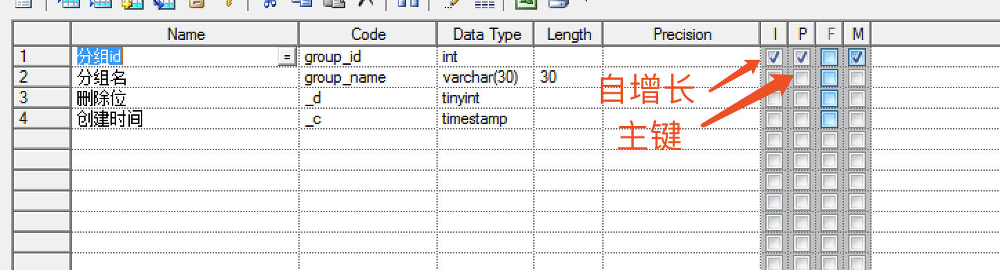 Name Code Data Type Length Precision I P F M
1 分组id = group_id int
2 分组名 group_name varchar(30) 30
3 删除位 _d tinyint
4 创建时间 _c timestamp
自增长
主键